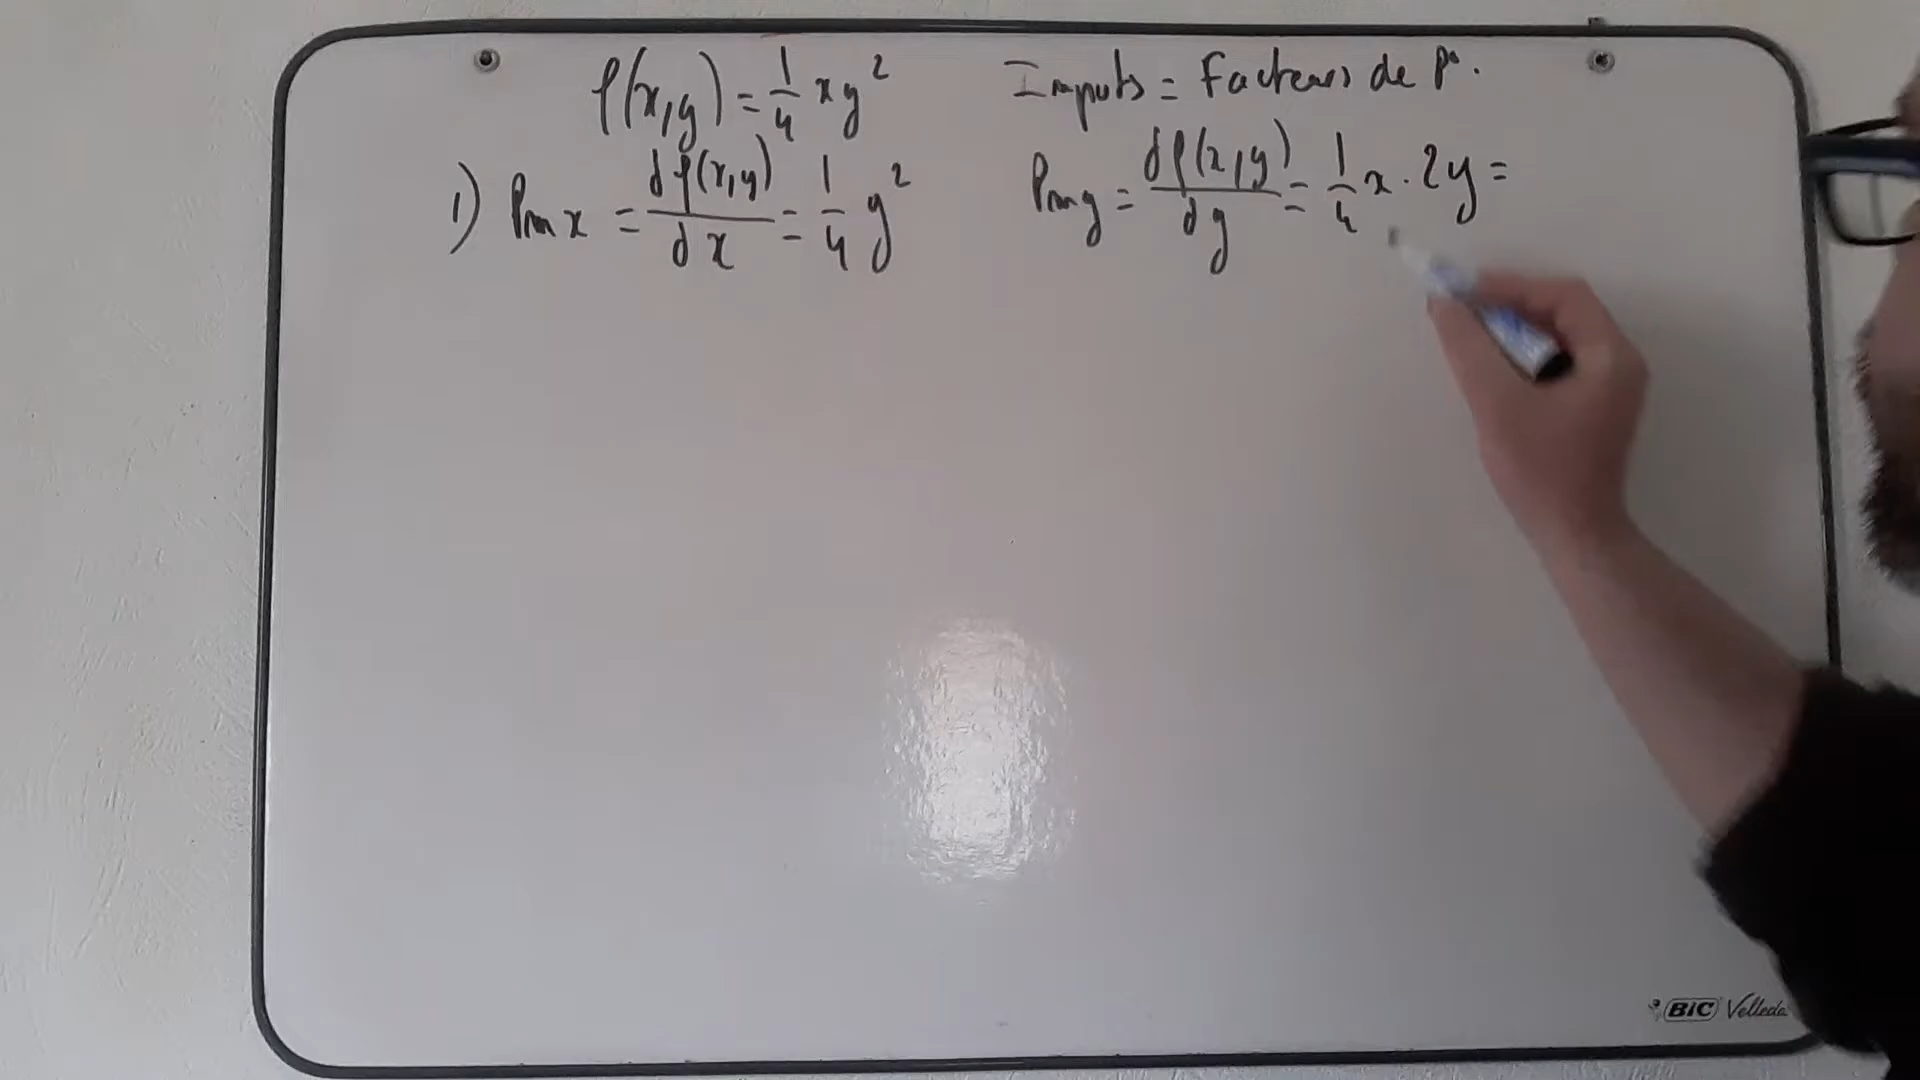 f(x,y) = 1/4 xy² Inputs = Facteurs de P°.
1) Pm x = df(x,y)/dx = 1/4 y² Pm y = df(x,y)/dy = 1/4 x . 2y =
BIC Velleda